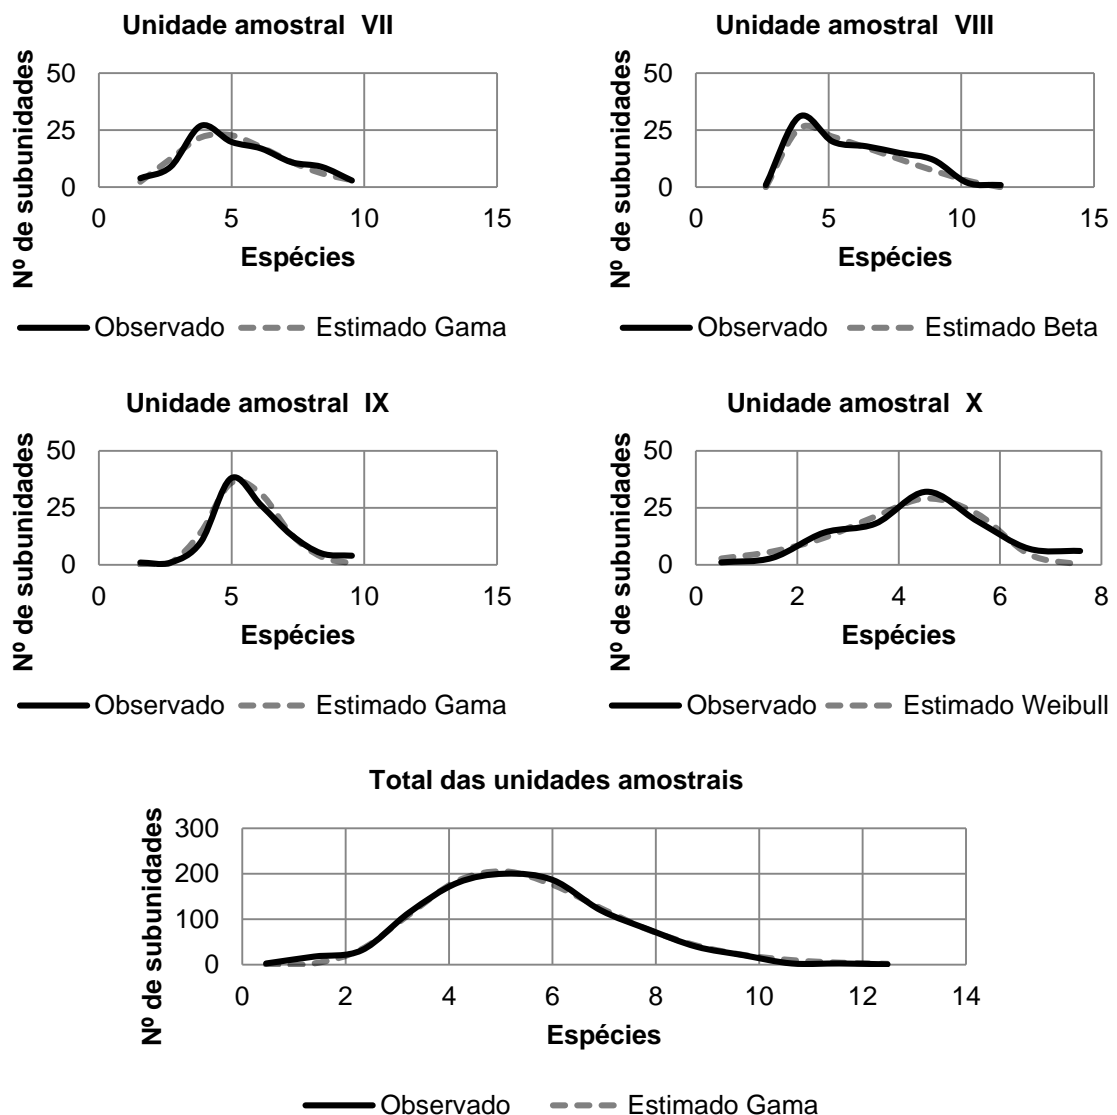 Unidade amostral VII
Nº de subunidades
50
25
0
0 5 10 15
Espécies
Observado Estimado Gama
Unidade amostral VIII
Nº de subunidades
50
25
0
0 5 10 15
Espécies
Observado Estimado Beta
Unidade amostral IX
Nº de subunidades
50
25
0
0 5 10 15
Espécies
Observado Estimado Gama
Unidade amostral X
Nº de subunidades
50
25
0
0 2 4 6 8
Espécies
Observado Estimado Weibull
Total das unidades amostrais
Nº de subunidades
300
200
100
0
0 2 4 6 8 10 12 14
Espécies
Observado Estimado Gama